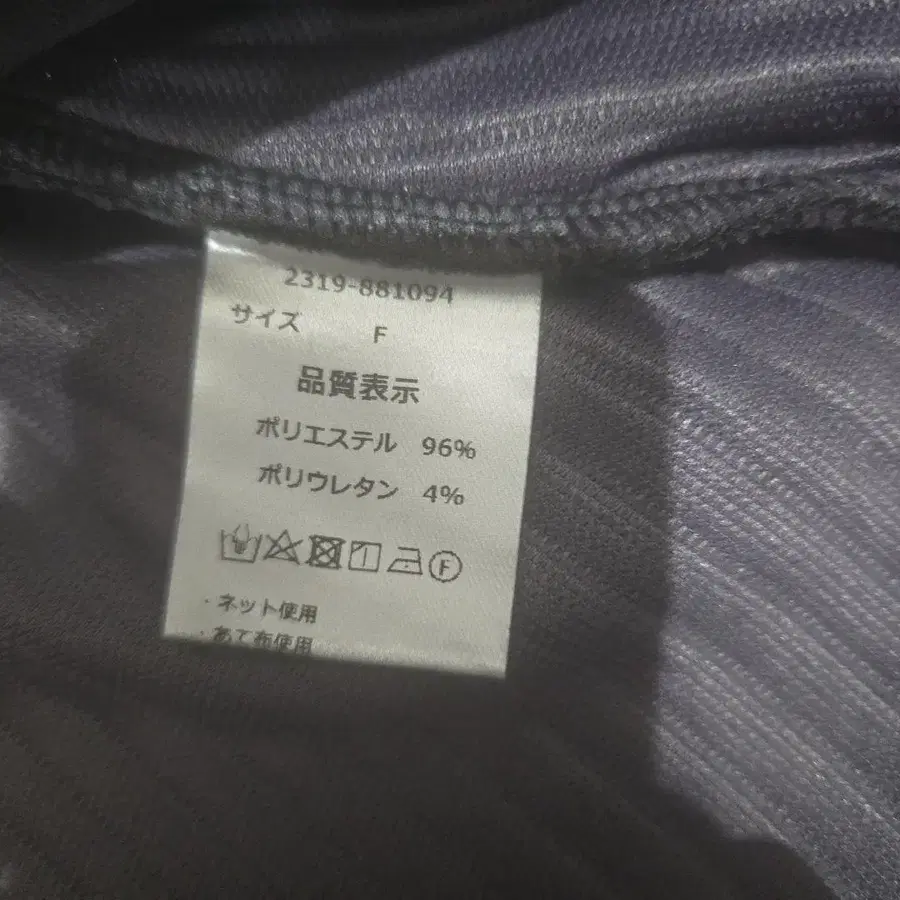 2319-881094
サイズ F
品質表示
ポリエステル 96%
ポリウレタン 4%
F
・ネット使用
・あて布使用